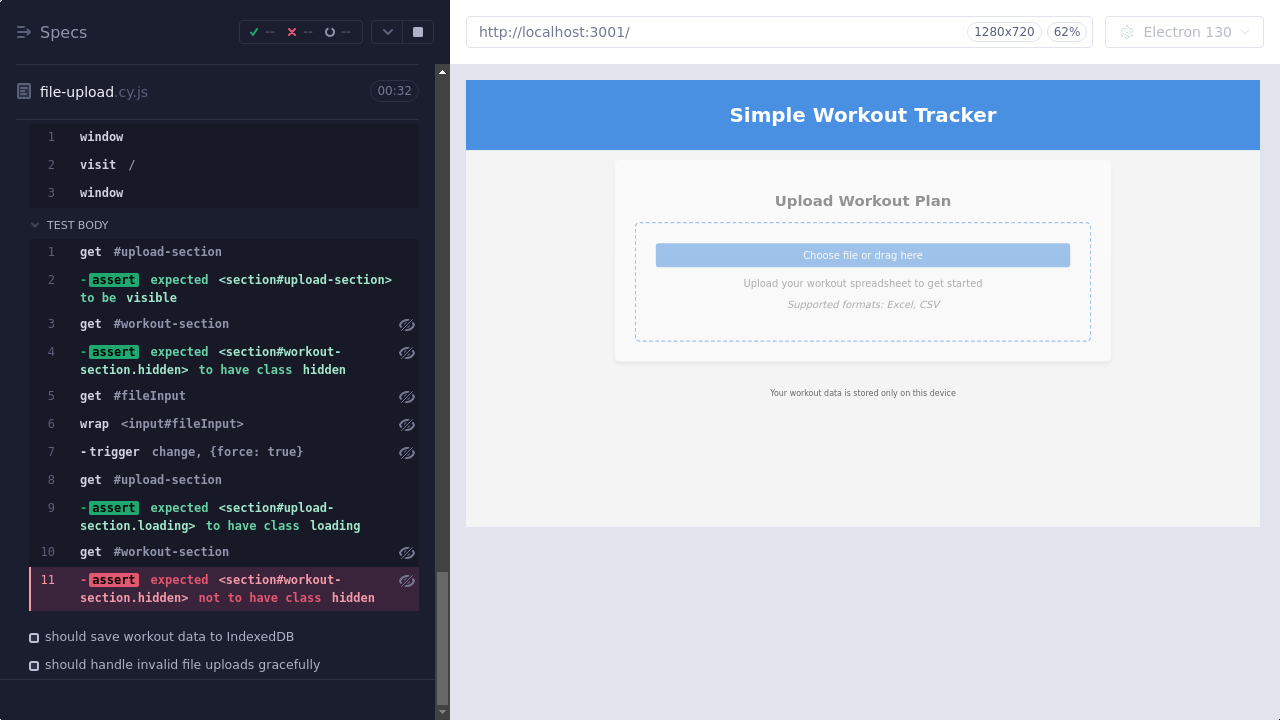 Specs
--
--
--
file-upload.cy.js
00:32
1 window
2 visit /
3 window
TEST BODY
1 get #upload-section
2 -assert expected <section#upload-section>
to be visible
3 get #workout-section
4 -assert expected <section#workout-
section.hidden> to have class hidden
5 get #fileInput
6 wrap <input#fileInput>
7 -trigger change, {force: true}
8 get #upload-section
9 -assert expected <section#upload-
section.loading> to have class loading
10 get #workout-section
11 -assert expected <section#workout-
section.hidden> not to have class hidden
should save workout data to IndexedDB
should handle invalid file uploads gracefully
http://localhost:3001/
1280x720
62%
Electron 130
Simple Workout Tracker
Upload Workout Plan
Choose file or drag here
Upload your workout spreadsheet to get started
Supported formats: Excel, CSV
Your workout data is stored only on this device